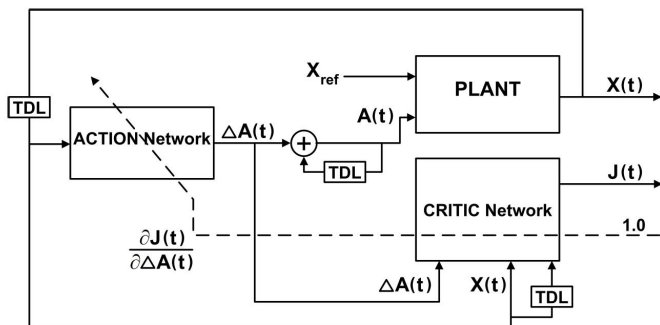 X_ref
PLANT
X(t)
TDL
A(t)
ACTION Network
△A(t)
+
TDL
J(t)
CRITIC Network
1.0
∂J(t)
∂△A(t)
△A(t)
X(t)
TDL